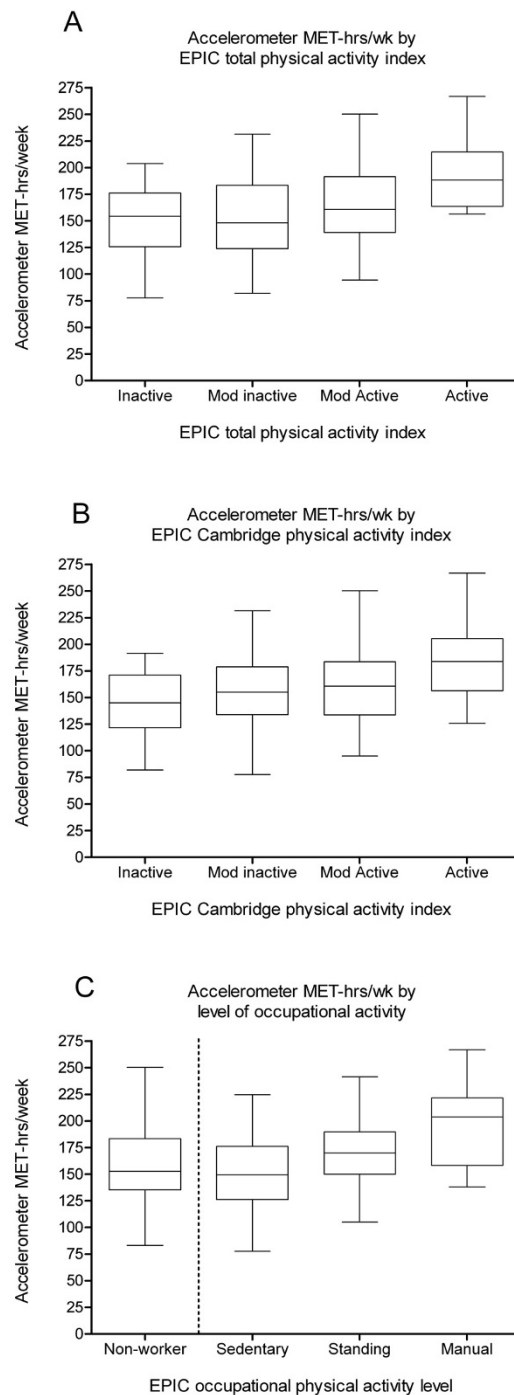 A
Accelerometer MET-hrs/wk by
EPIC total physical activity index
Accelerometer MET-hrs/week
275
250
225
200
175
150
125
100
75
50
25
0
Inactive Mod inactive Mod Active Active
EPIC total physical activity index
B
Accelerometer MET-hrs/wk by
EPIC Cambridge physical activity index
Accelerometer MET-hrs/week
275
250
225
200
175
150
125
100
75
50
25
0
Inactive Mod inactive Mod Active Active
EPIC Cambridge physical activity index
C
Accelerometer MET-hrs/wk by
level of occupational activity
Accelerometer MET-hrs/week
275
250
225
200
175
150
125
100
75
50
25
0
Non-worker Sedentary Standing Manual
EPIC occupational physical activity level